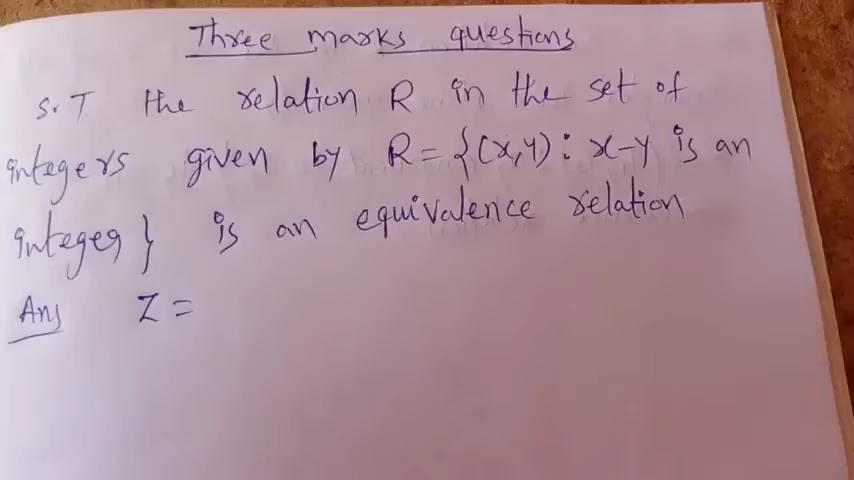 Three marks questions
S.T the relation R in the set of
integers given by R = {(x,y) : x-y is an
integer} is an equivalence relation
Ans Z =